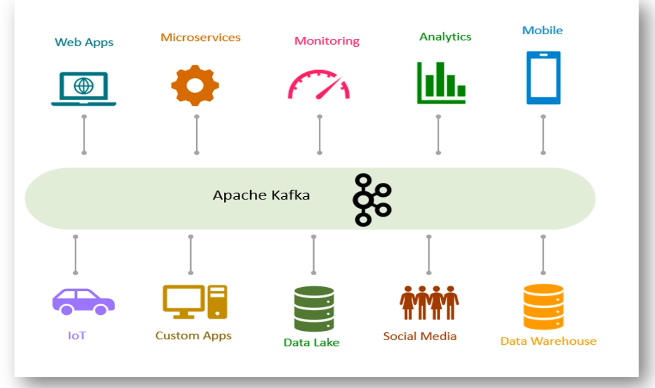 Web Apps
Microservices
Monitoring
Analytics
Mobile
Apache Kafka
IoT
Custom Apps
Data Lake
Social Media
Data Warehouse